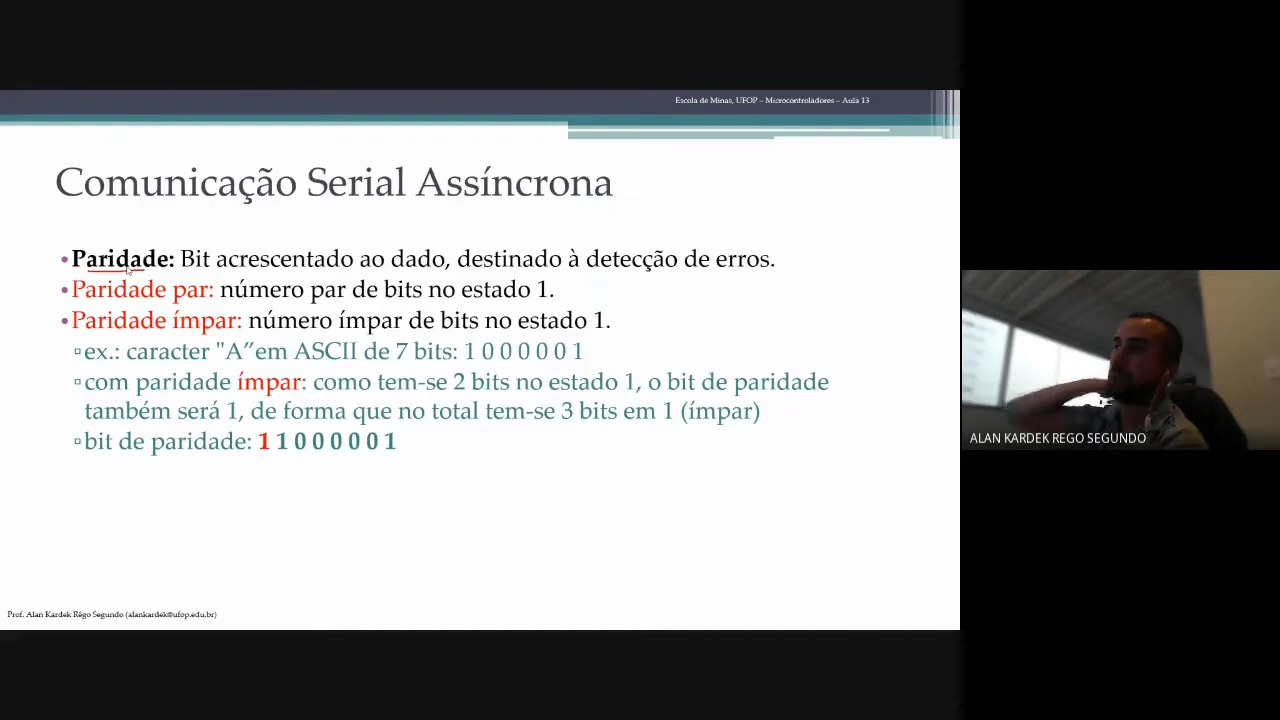 Escola de Minas, UFOP – Microcontroladores – Aula 13
Comunicação Serial Assíncrona
•Paridade: Bit acrescentado ao dado, destinado à detecção de erros.
•Paridade par: número par de bits no estado 1.
•Paridade ímpar: número ímpar de bits no estado 1.
▫ex.: caracter "A”em ASCII de 7 bits: 1 0 0 0 0 0 1
▫com paridade ímpar: como tem-se 2 bits no estado 1, o bit de paridade
também será 1, de forma que no total tem-se 3 bits em 1 (ímpar)
▫bit de paridade: 1 1 0 0 0 0 0 1
ALAN KARDEK REGO SEGUNDO
Prof. Alan Kardek Rêgo Segundo (alankardek@ufop.edu.br)